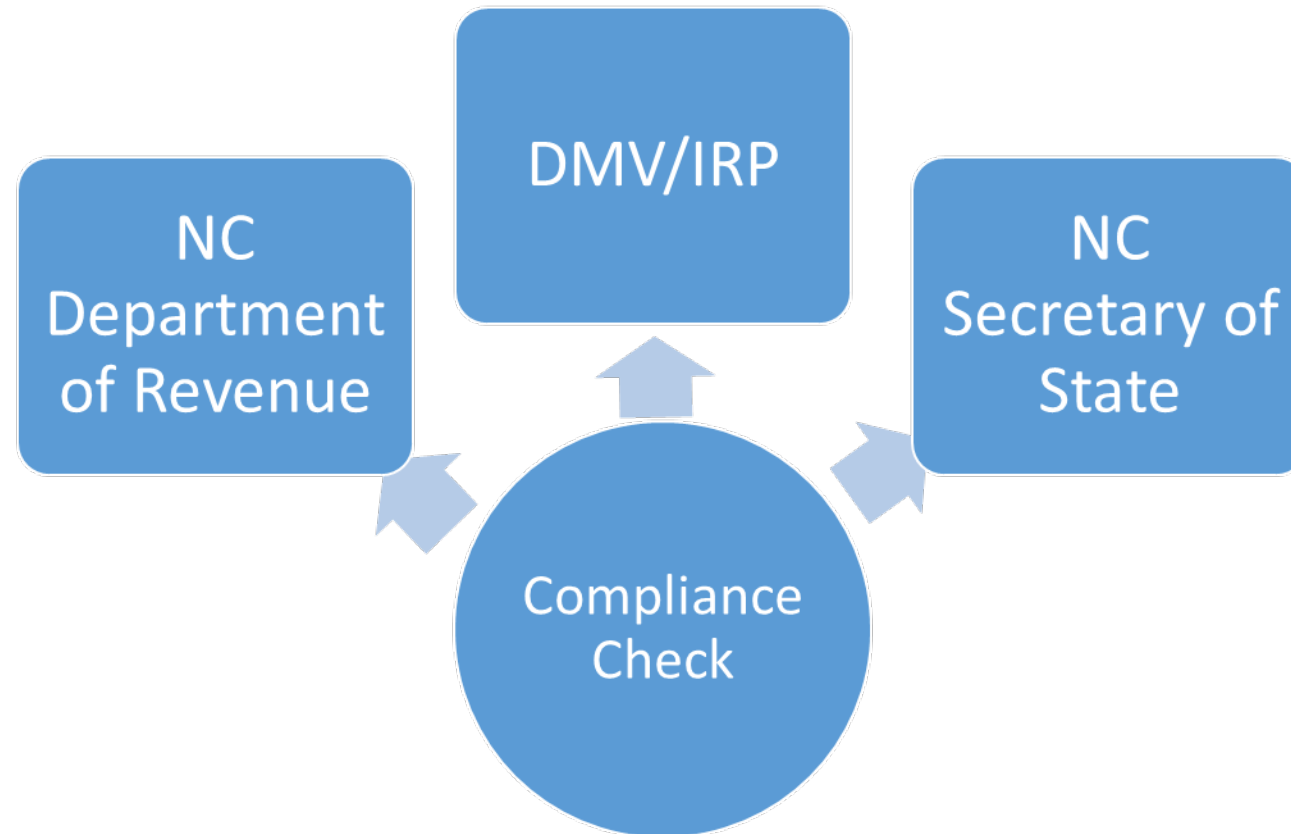 DMV/IRP
NC
Department
of Revenue
NC
Secretary of
State
Compliance
Check